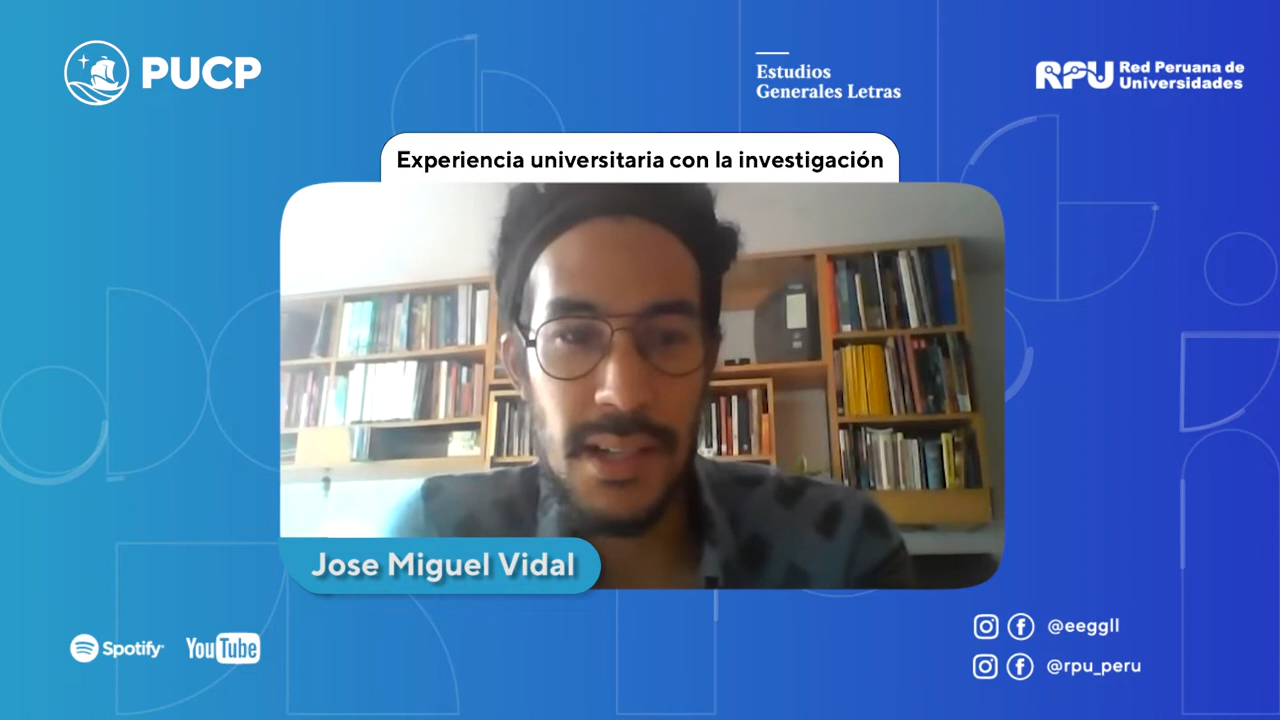 PUCP
Estudios
Generales Letras
RPU Red Peruana de
Universidades
Experiencia universitaria con la investigación
Jose Miguel Vidal
Spotify
YouTube
@eeggll
@rpu_peru